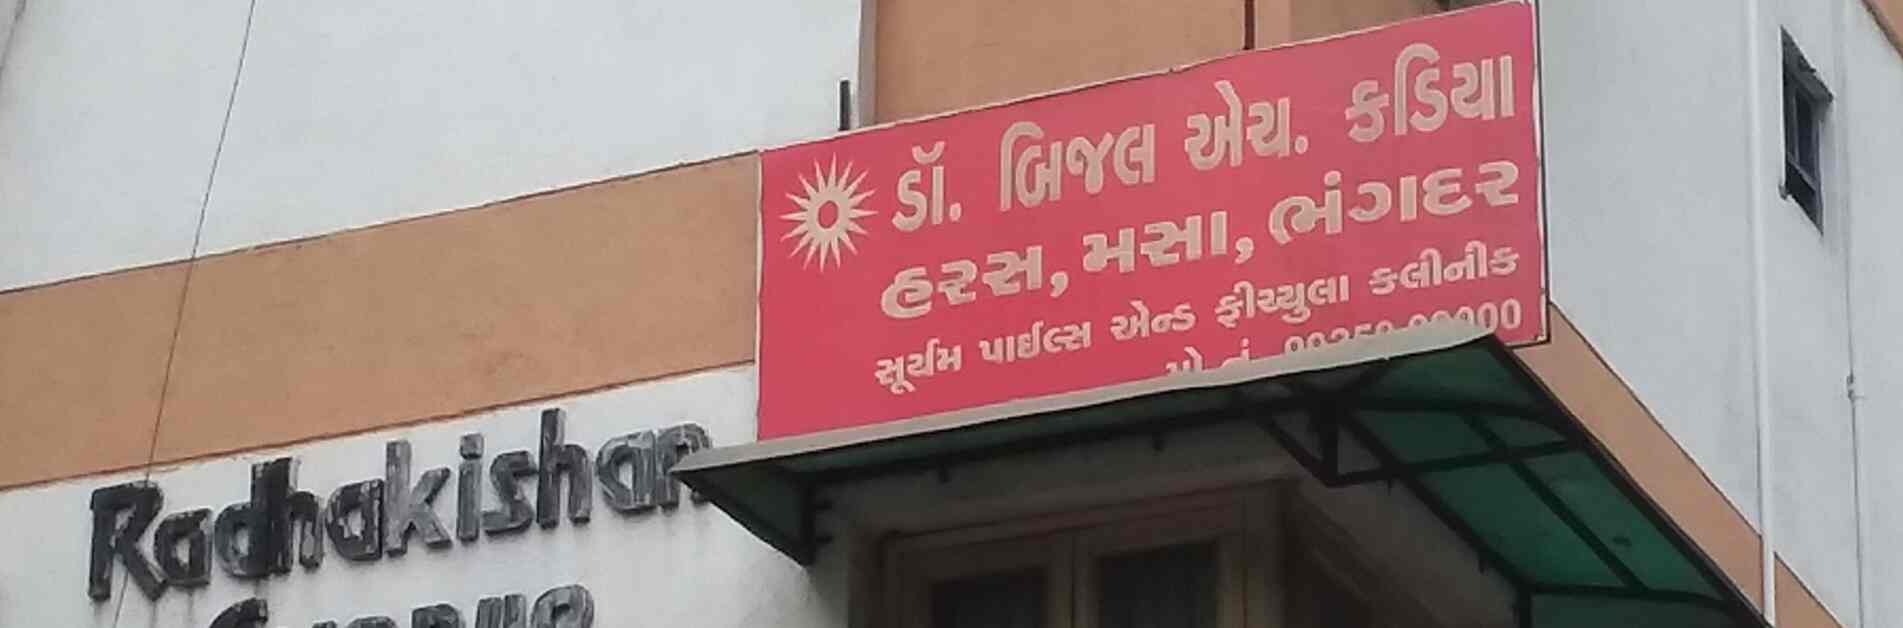 ડૉ. બિજલ એચ. કડિયા
હરસ, મસા, ભંગદર
સૂર્યમ પાઈલ્સ એન્ડ ફીચ્યુલા કલીનીક
મો. નં.
Radhakishan